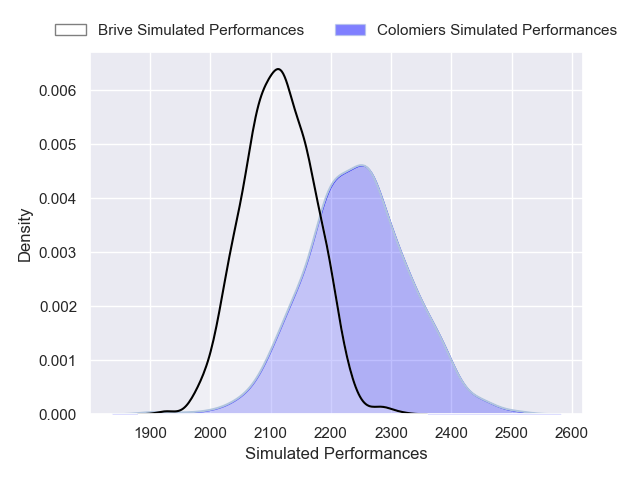 Brive Simulated Performances
Colomiers Simulated Performances
0.006
0.005
0.004
0.003
0.002
0.001
0.000
Density
1900 2000 2100 2200 2300 2400 2500 2600
Simulated Performances